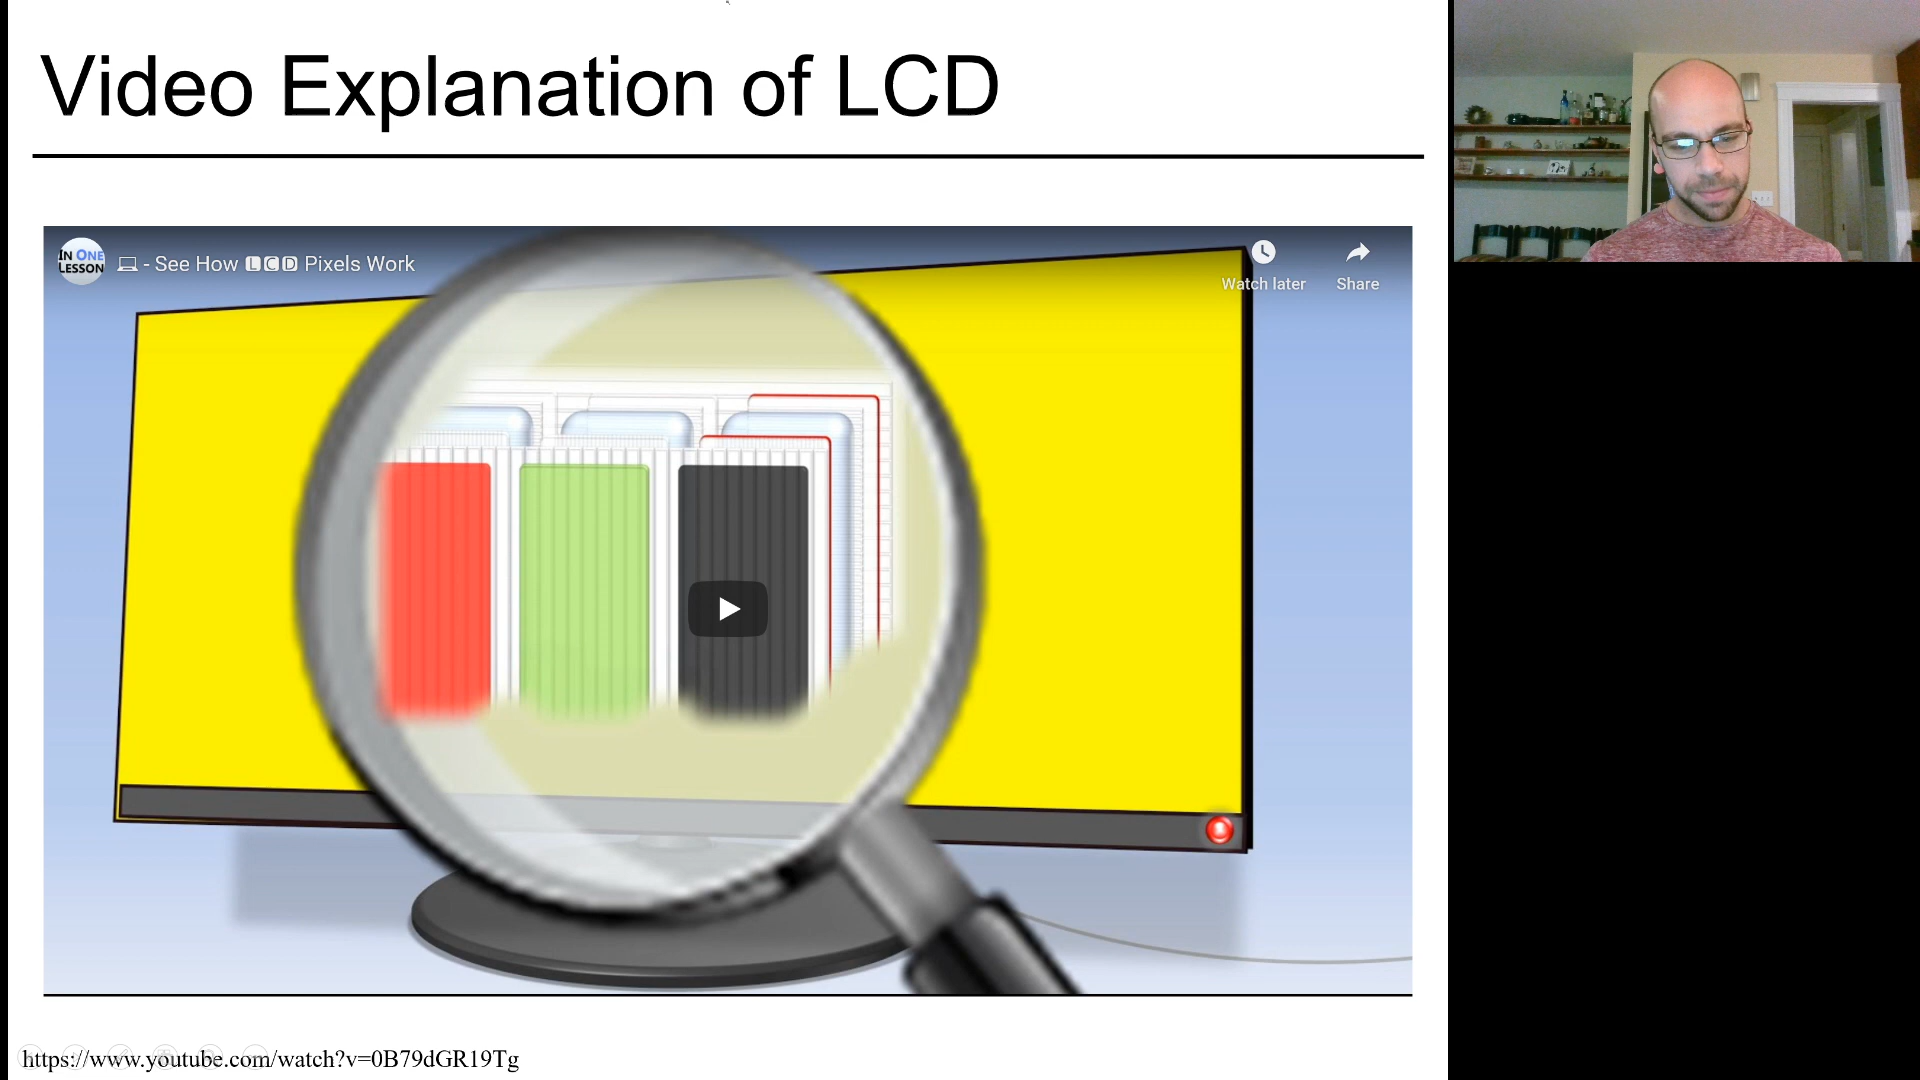 Video Explanation of LCD
IN ONE
LESSON
💻 - See How 🅻🅲🅳 Pixels Work
Watch later
Share
https://www.youtube.com/watch?v=0B79dGR19Tg